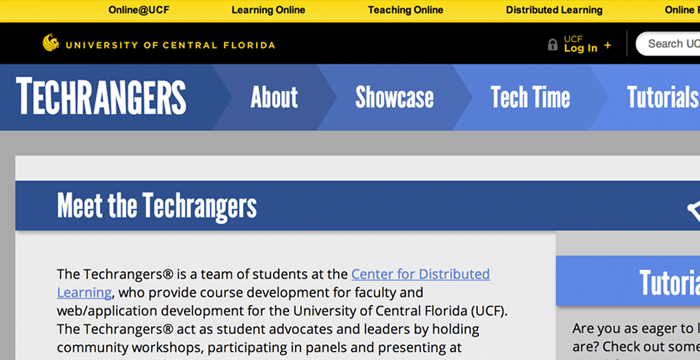 Online@UCF Learning Online Teaching Online Distributed Learning Online
UNIVERSITY OF CENTRAL FLORIDA
UCF
Log In +
Search UC
TECHRANGERS About Showcase Tech Time Tutorials
Meet the Techrangers
The Techrangers® is a team of students at the Center for Distributed
Learning, who provide course development for faculty and
web/application development for the University of Central Florida (UCF).
The Techrangers® act as student advocates and leaders by holding
community workshops, participating in panels and presenting at
Tutoria
Are you as eager to l
are? Check out some